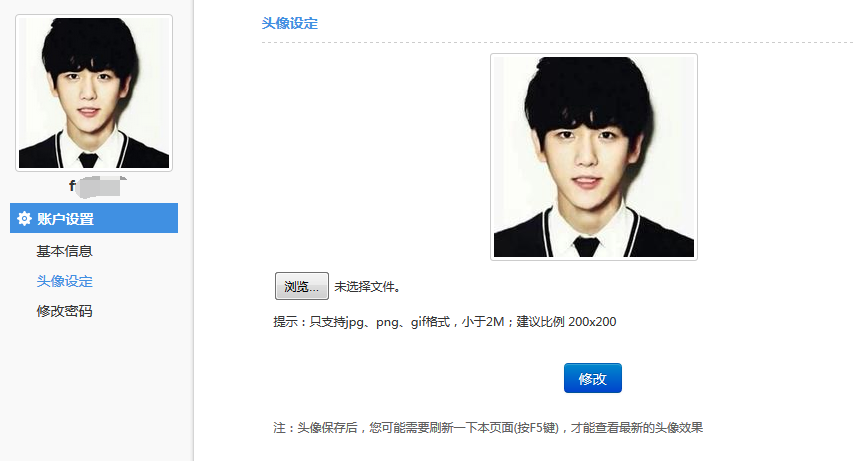 头像设定
f
账户设置
基本信息
头像设定
修改密码
浏览... 未选择文件。
提示：只支持jpg、png、gif格式，小于2M；建议比例 200x200
修改
注：头像保存后，您可能需要刷新一下本页面(按F5键)，才能查看最新的头像效果